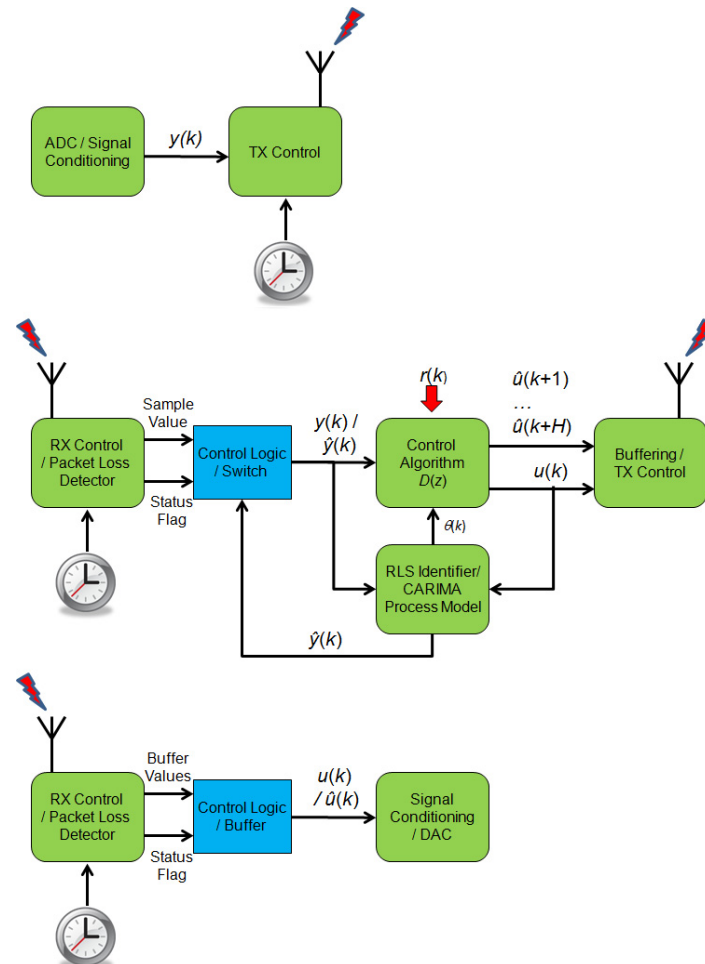 ADC / Signal
Conditioning
y(k)
TX Control
RX Control
/ Packet Loss
Detector
Sample
Value
Status
Flag
Control Logic
/ Switch
y(k) /
ŷ(k)
r(k)
Control
Algorithm
D(z)
û(k+1)
...
û(k+H)
u(k)
Buffering /
TX Control
θ(k)
RLS Identifier/
CARIMA
Process Model
ŷ(k)
RX Control
/ Packet Loss
Detector
Buffer
Values
Status
Flag
Control Logic
/ Buffer
u(k)
/ û(k)
Signal
Conditioning
/ DAC